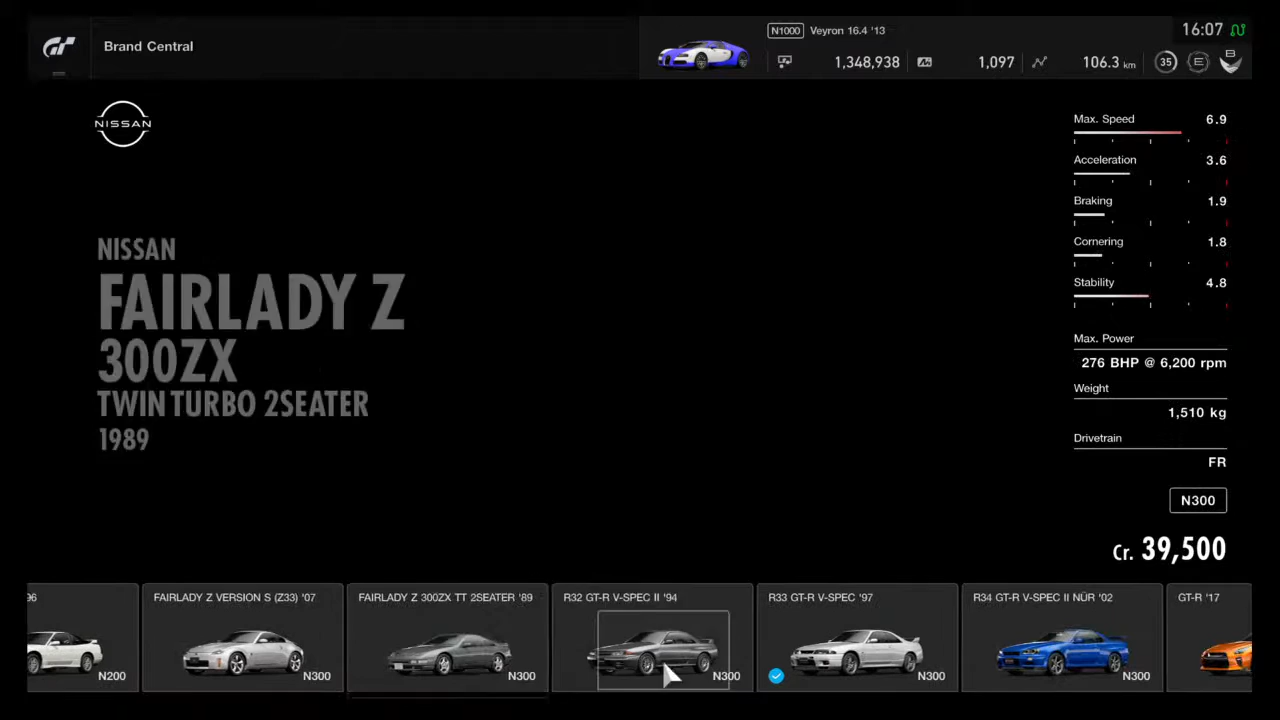 Brand Central
N1000 Veyron 16.4 '13
16:07
1,348,938
1,097
106.3 km
35
E
B
NISSAN
NISSAN
FAIRLADY Z
300ZX
TWIN TURBO 2SEATER
1989
Max. Speed 6.9
Acceleration 3.6
Braking 1.9
Cornering 1.8
Stability 4.8
Max. Power
276 BHP @ 6,200 rpm
Weight
1,510 kg
Drivetrain
FR
N300
Cr. 39,500
96
N200
FAIRLADY Z VERSION S (Z33) '07
N300
FAIRLADY Z 300ZX TT 2SEATER '89
N300
R32 GT-R V-SPEC II '94
N300
R33 GT-R V-SPEC '97
N300
R34 GT-R V-SPEC II NÜR '02
N300
GT-R '17